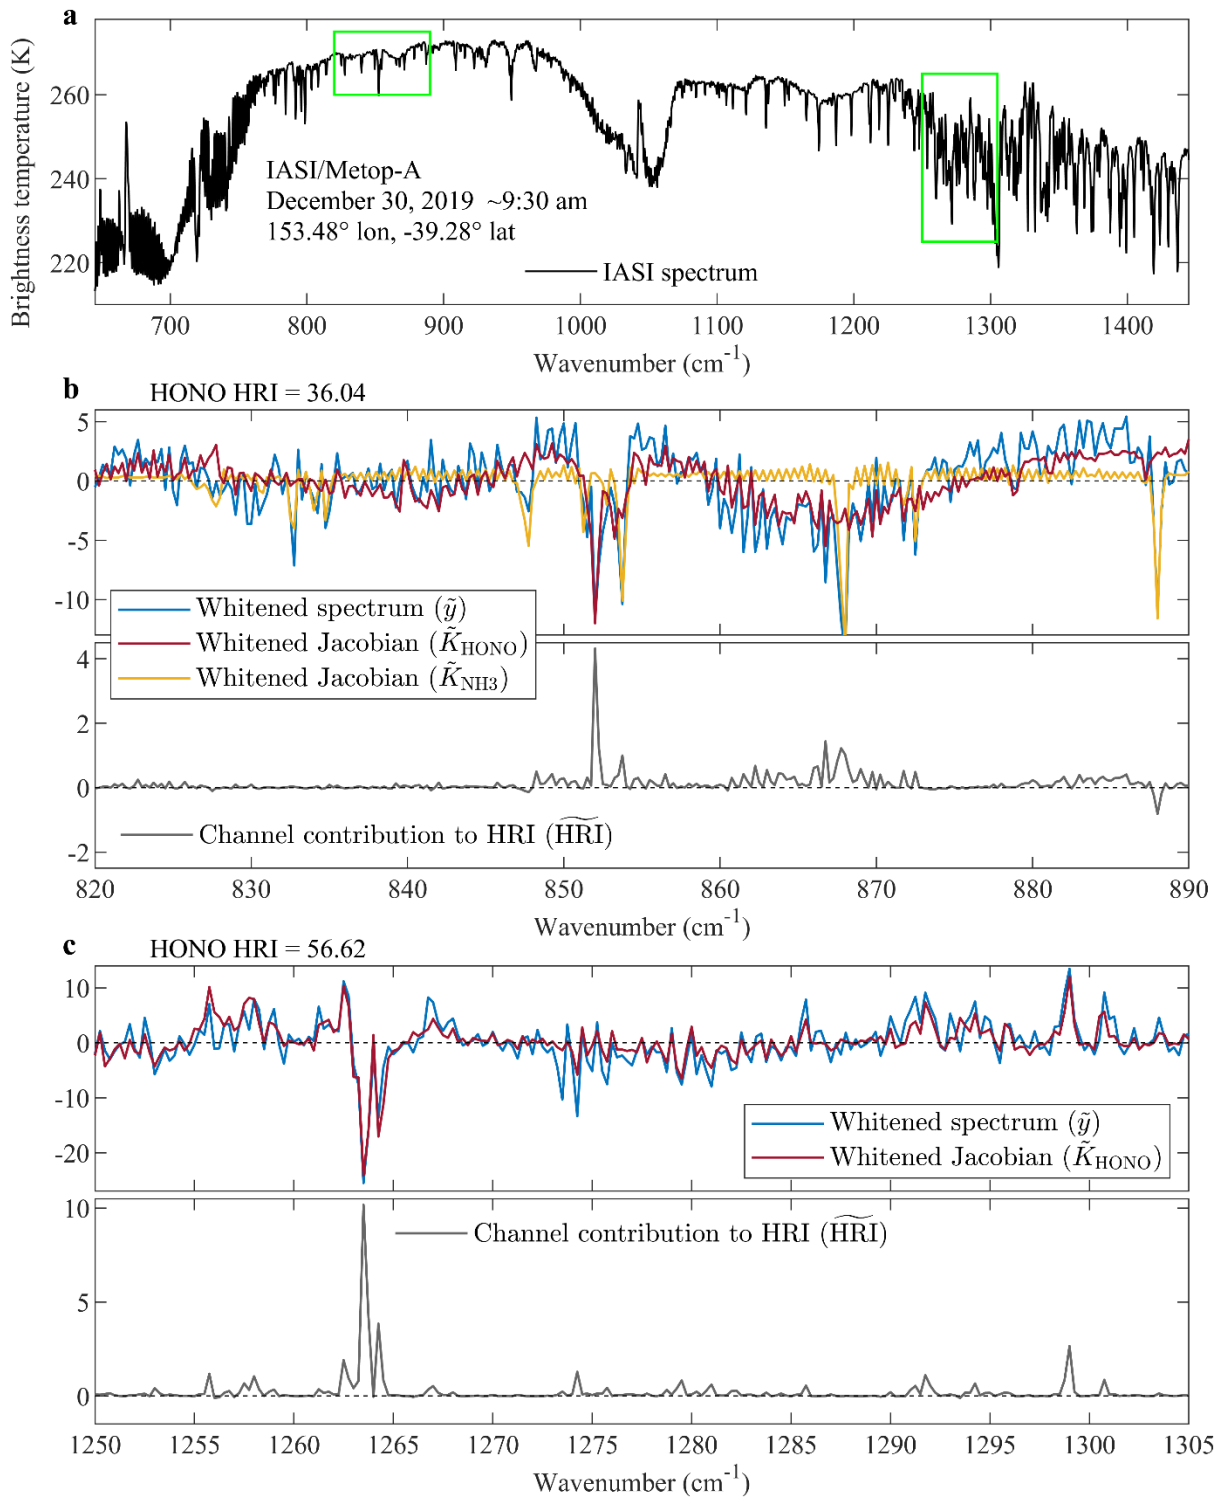 a
Brightness temperature (K)
260
240
220
IASI/Metop-A
December 30, 2019 ~9:30 am
153.48° lon, -39.28° lat
IASI spectrum
700 800 900 1000 1100 1200 1300 1400
Wavenumber (cm⁻¹)
b HONO HRI = 36.04
5
0
-5
-10
Whitened spectrum (ỹ)
Whitened Jacobian (K̃HONO)
Whitened Jacobian (K̃NH3)
4
2
0
-2
Channel contribution to HRI (H͠RI)
820 830 840 850 860 870 880 890
Wavenumber (cm⁻¹)
c HONO HRI = 56.62
10
0
-10
-20
Whitened spectrum (ỹ)
Whitened Jacobian (K̃HONO)
10
5
0
Channel contribution to HRI (H͠RI)
1250 1255 1260 1265 1270 1275 1280 1285 1290 1295 1300 1305
Wavenumber (cm⁻¹)